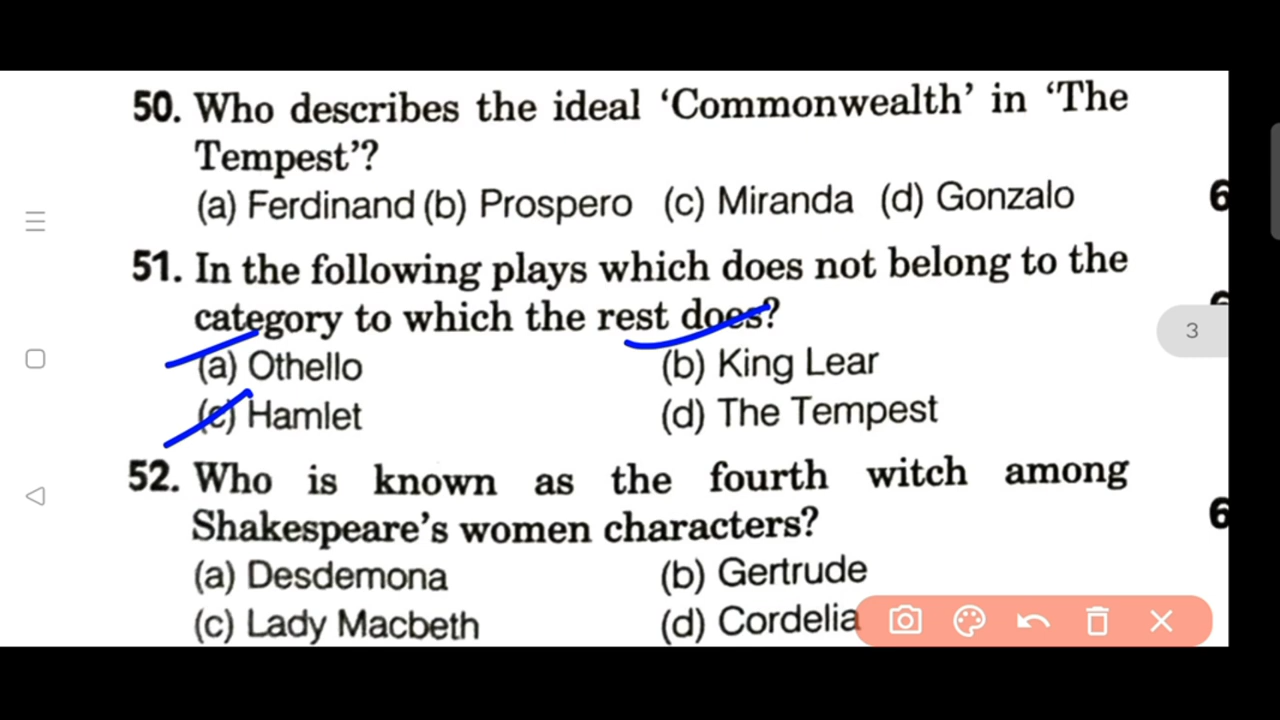 50. Who describes the ideal ‘Commonwealth’ in ‘The
Tempest’?
(a) Ferdinand (b) Prospero (c) Miranda (d) Gonzalo
6
51. In the following plays which does not belong to the
category to which the rest does?
3
(a) Othello (b) King Lear
(c) Hamlet (d) The Tempest
52. Who is known as the fourth witch among
Shakespeare’s women characters?
6
(a) Desdemona (b) Gertrude
(c) Lady Macbeth (d) Cordelia